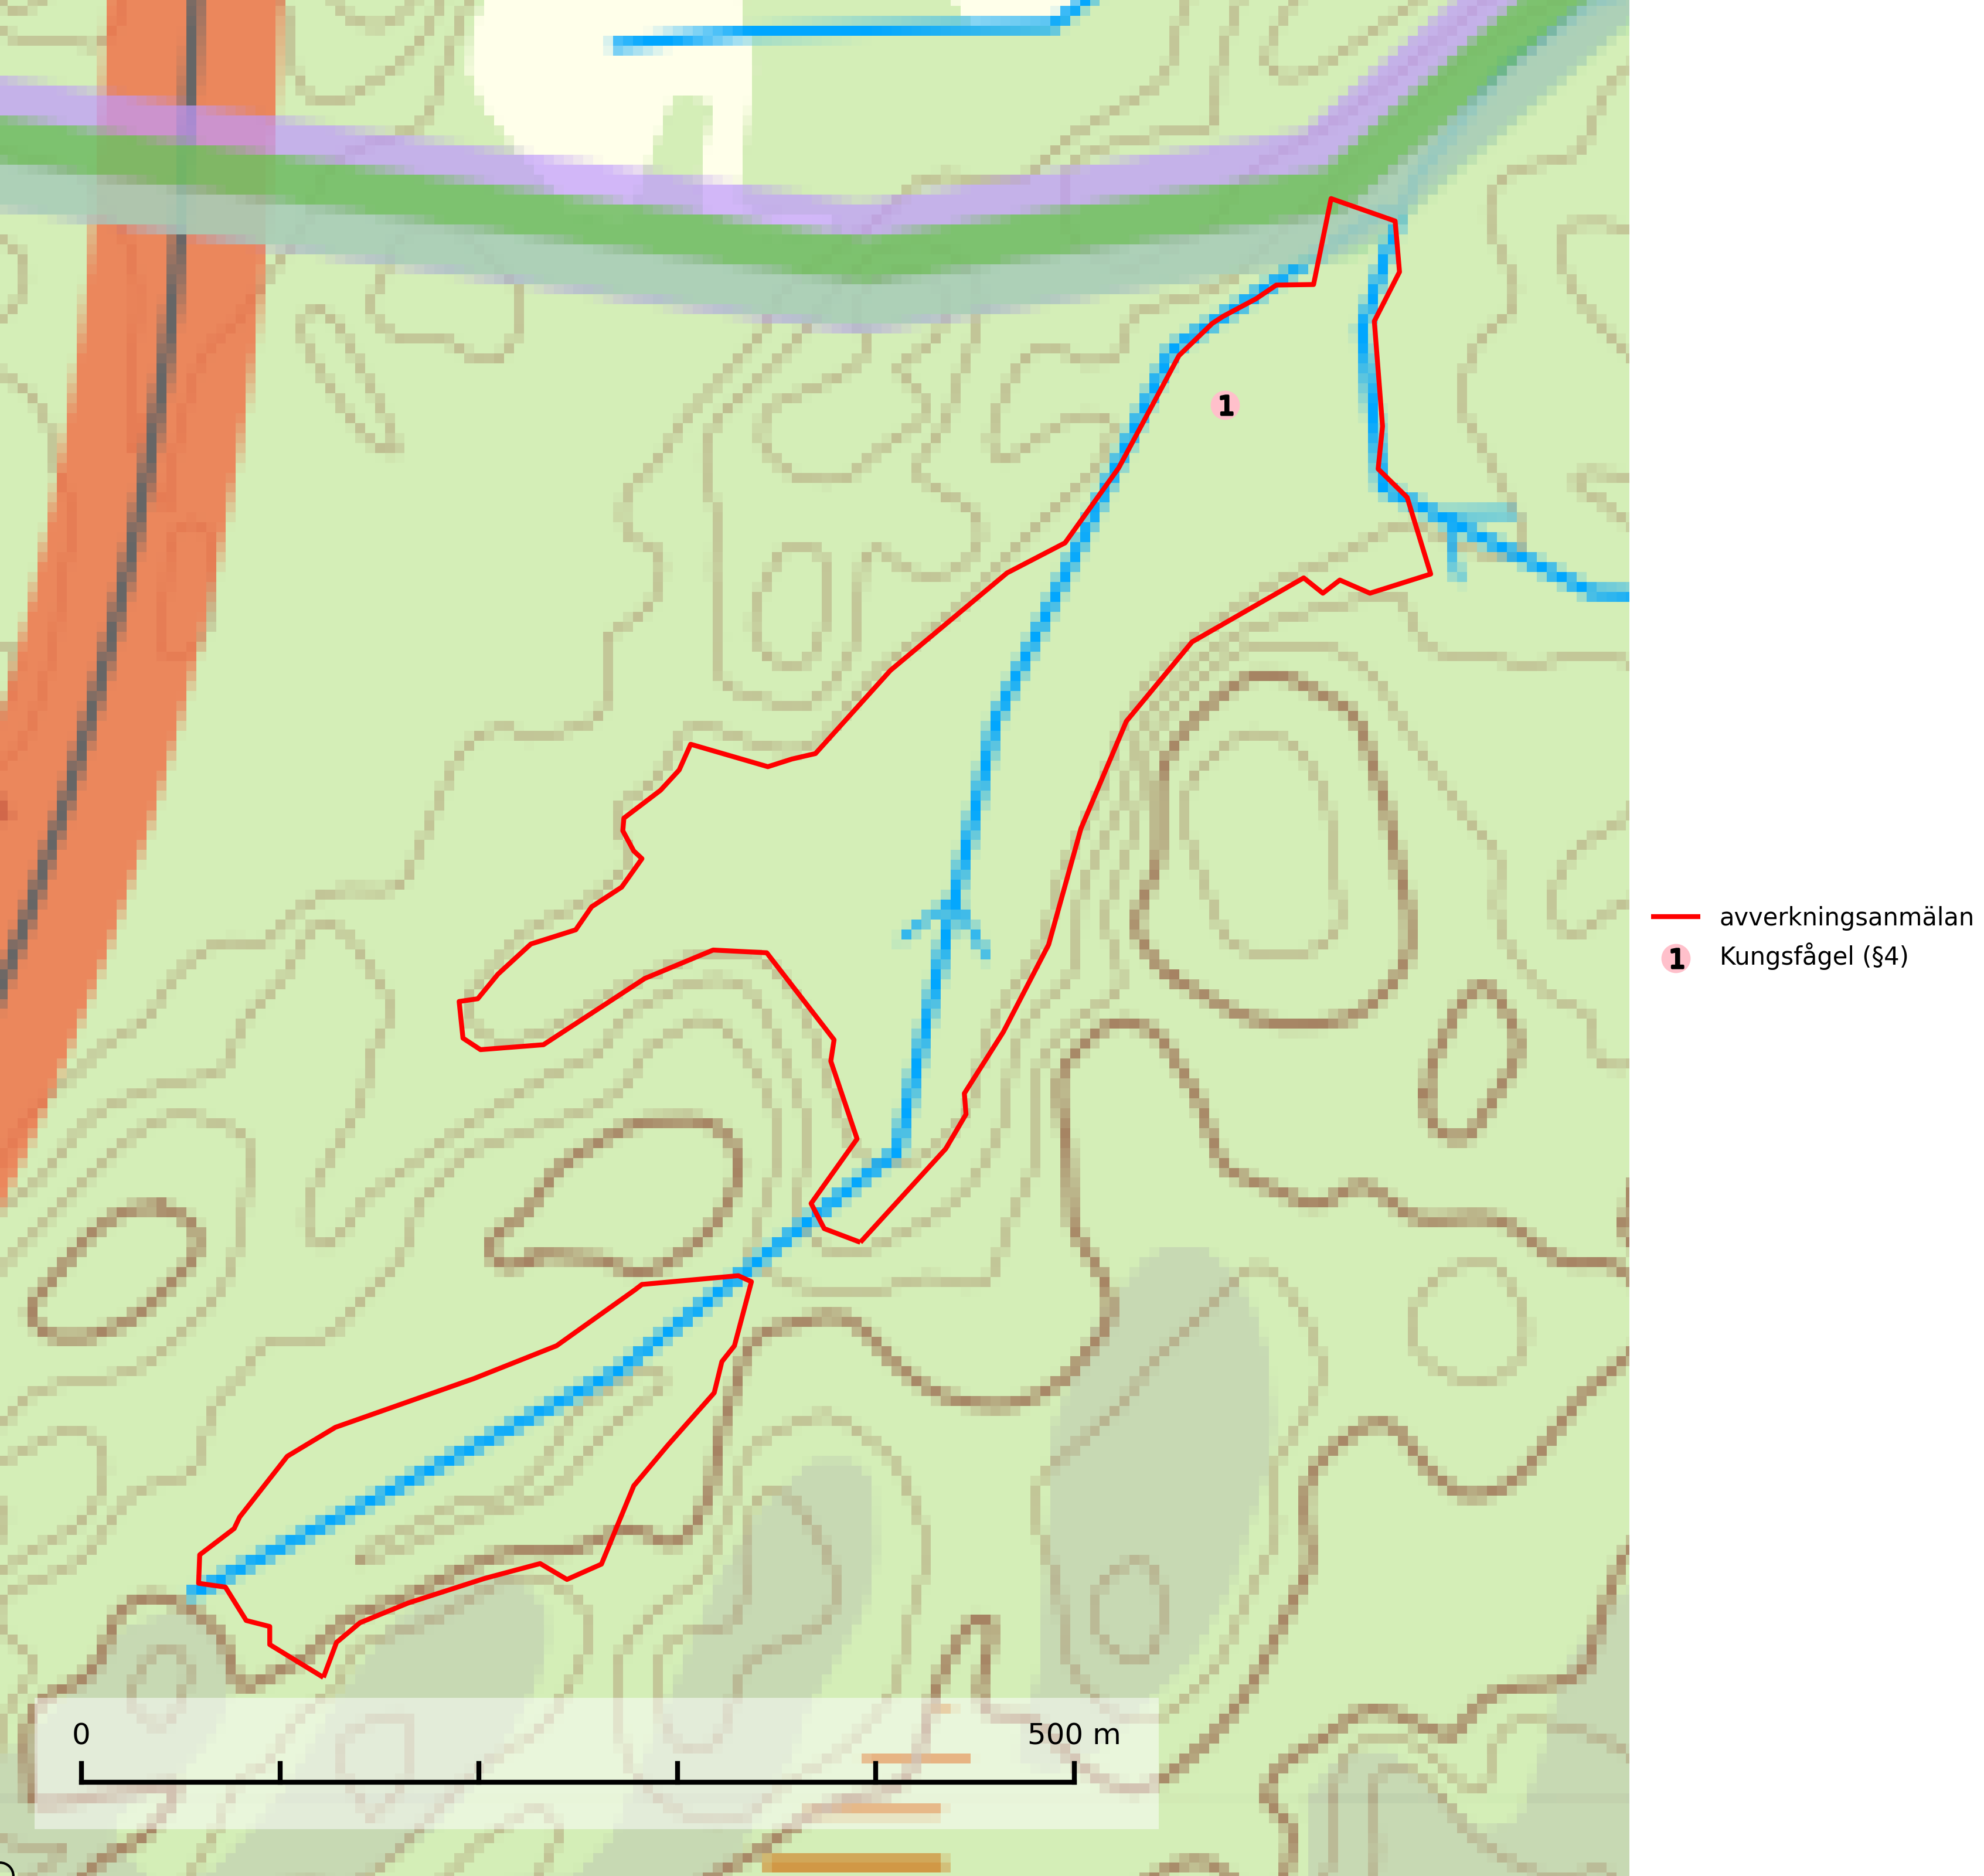 1
avverkningsanmälan
1 Kungsfågel (§4)
0 500 m